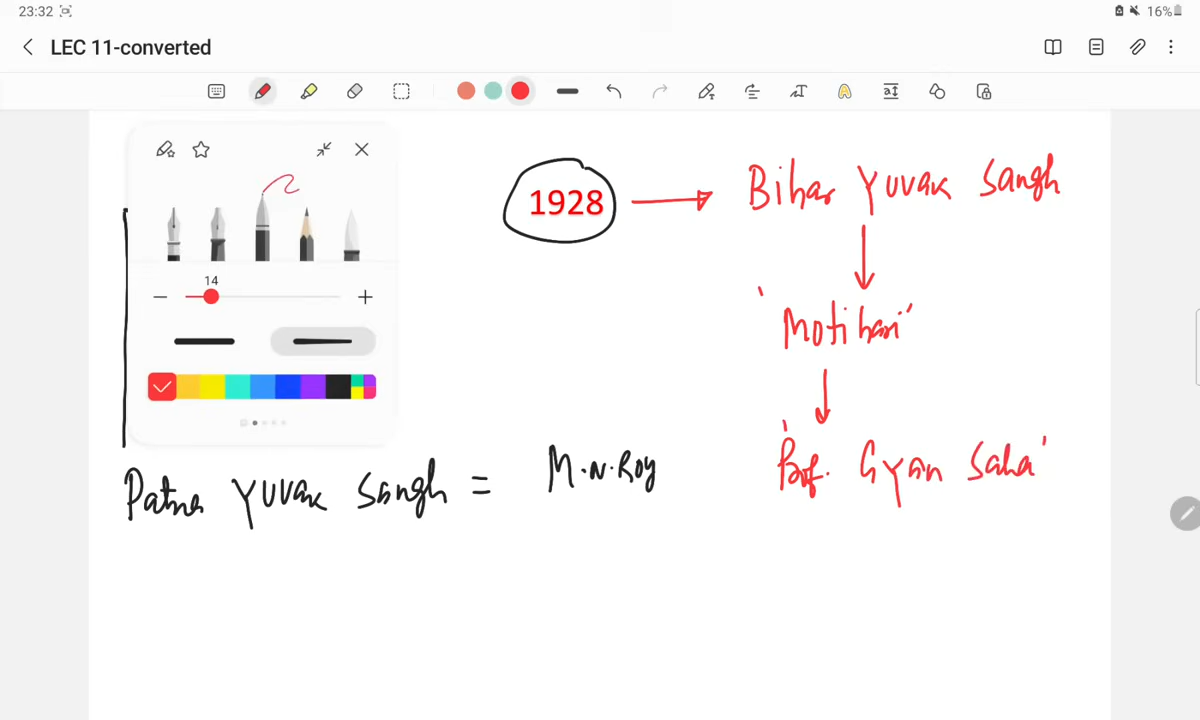 23:32
16%
LEC 11-converted
14
1928 → Bihar Yuvak Sangh
'Motihari'
'Prof. Gyan Saha'
Patna Yuvak Sangh = M.N.Roy